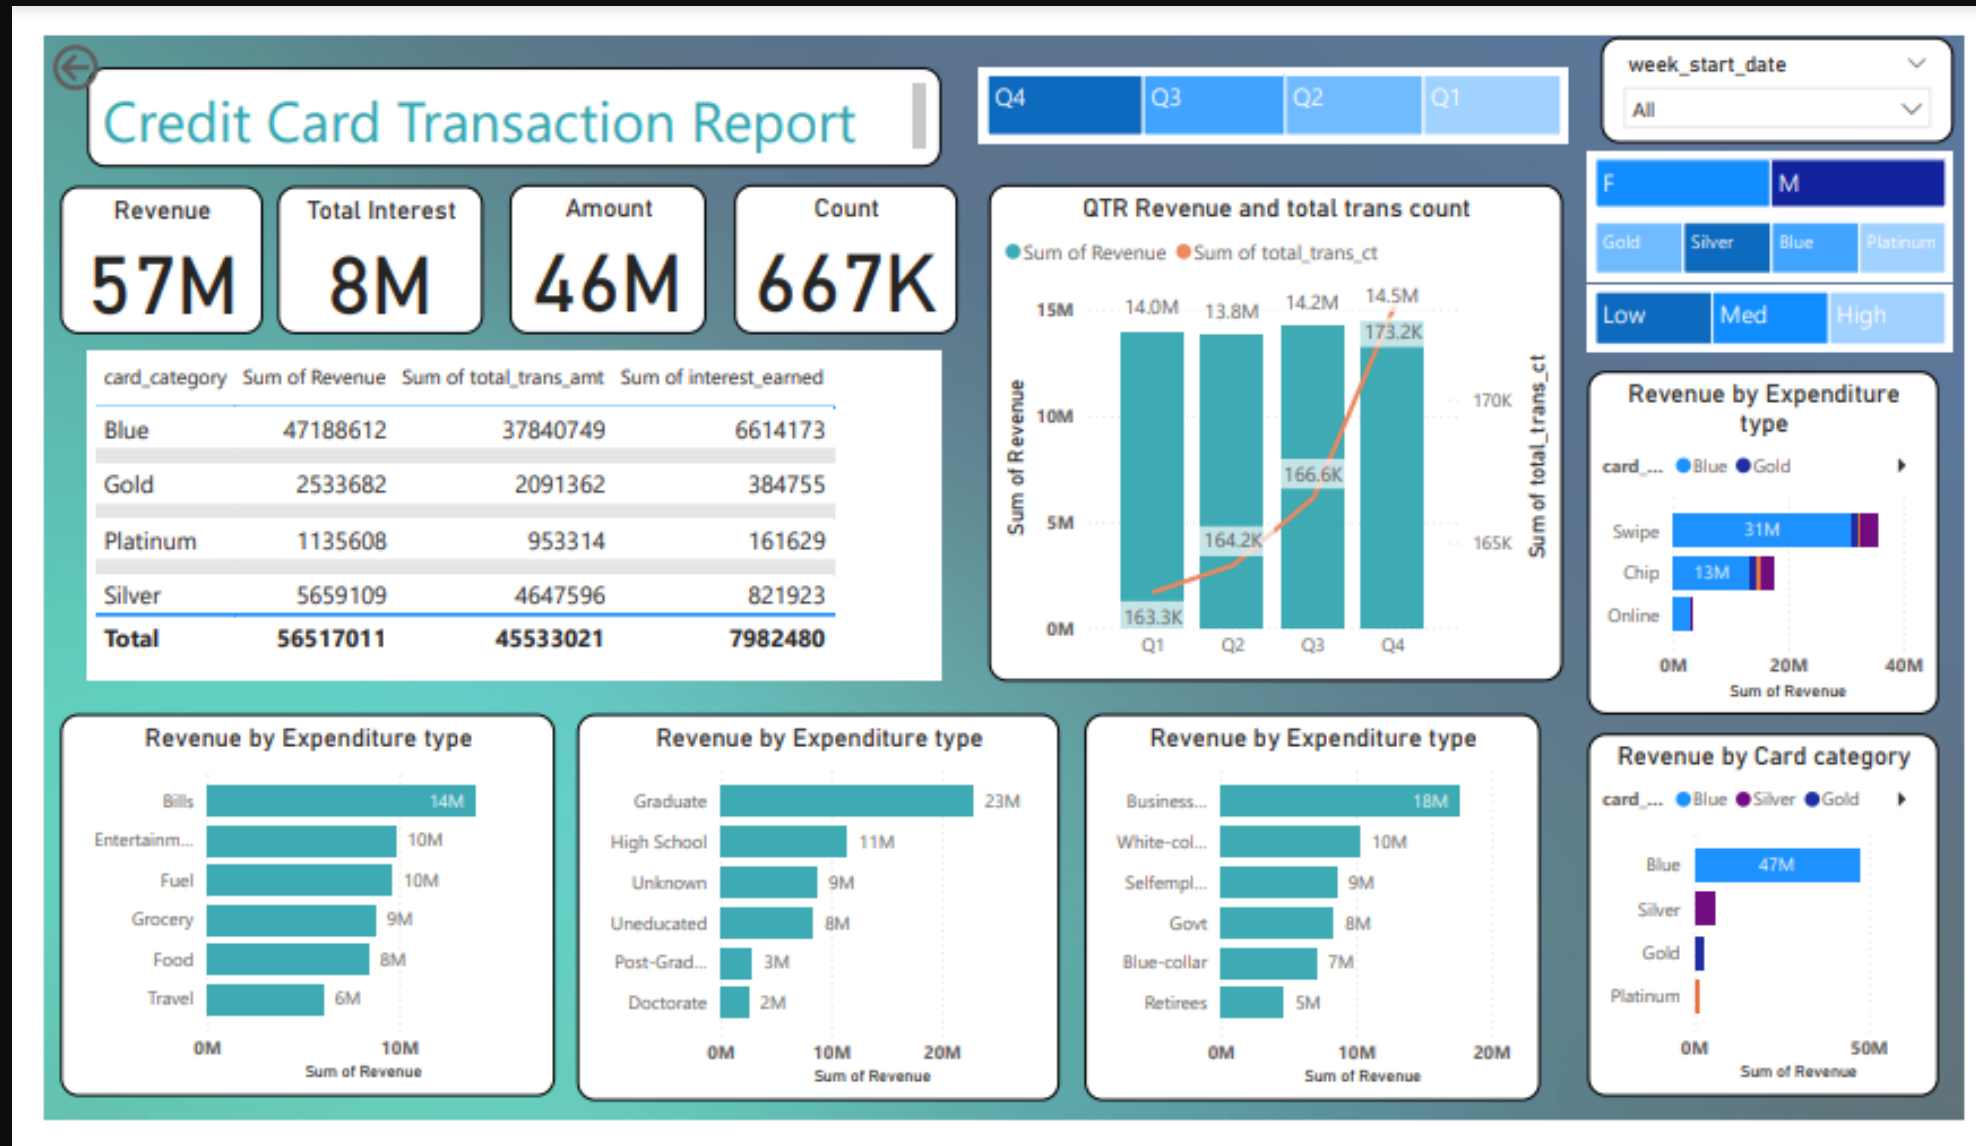 Credit Card Transaction Report
Q4 Q3 Q2 Q1
week_start_date
All
F M
Gold Silver Blue Platinum
Low Med High
Revenue
57M
Total Interest
8M
Amount
46M
Count
667K
card_category Sum of Revenue Sum of total_trans_amt Sum of interest_earned
Blue 47188612 37840749 6614173
Gold 2533682 2091362 384755
Platinum 1135608 953314 161629
Silver 5659109 4647596 821923
Total 56517011 45533021 7982480
QTR Revenue and total trans count
Sum of Revenue Sum of total_trans_ct
15M
10M
5M
0M
Sum of Revenue
14.0M 13.8M 14.2M 14.5M
163.3K 164.2K 166.6K 173.2K
170K
165K
Sum of total_trans_ct
Q1 Q2 Q3 Q4
Revenue by Expenditure
type
card_... Blue Gold
Swipe 31M
Chip 13M
Online
0M 20M 40M
Sum of Revenue
Revenue by Expenditure type
Bills 14M
Entertainm... 10M
Fuel 10M
Grocery 9M
Food 8M
Travel 6M
0M 10M
Sum of Revenue
Revenue by Expenditure type
Graduate 23M
High School 11M
Unknown 9M
Uneducated 8M
Post-Grad... 3M
Doctorate 2M
0M 10M 20M
Sum of Revenue
Revenue by Expenditure type
Business... 18M
White-col... 10M
Selfempl... 9M
Govt 8M
Blue-collar 7M
Retirees 5M
0M 10M 20M
Sum of Revenue
Revenue by Card category
card_... Blue Silver Gold
Blue 47M
Silver
Gold
Platinum
0M 50M
Sum of Revenue